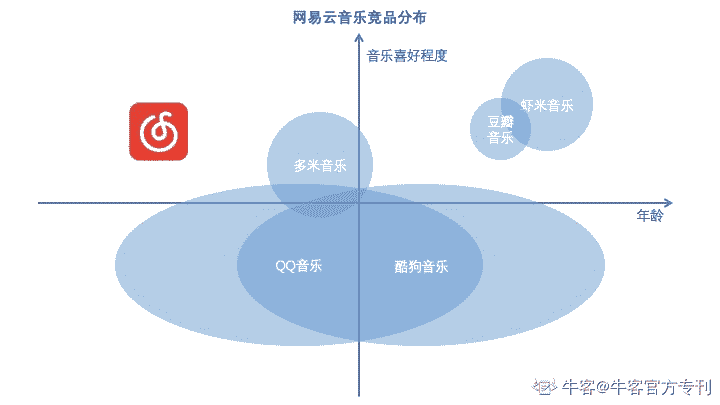 网易云音乐竞品分布
音乐喜好程度
虾米音乐
豆瓣
音乐
多米音乐
年龄
QQ音乐
酷狗音乐
牛客@牛客官方专刊